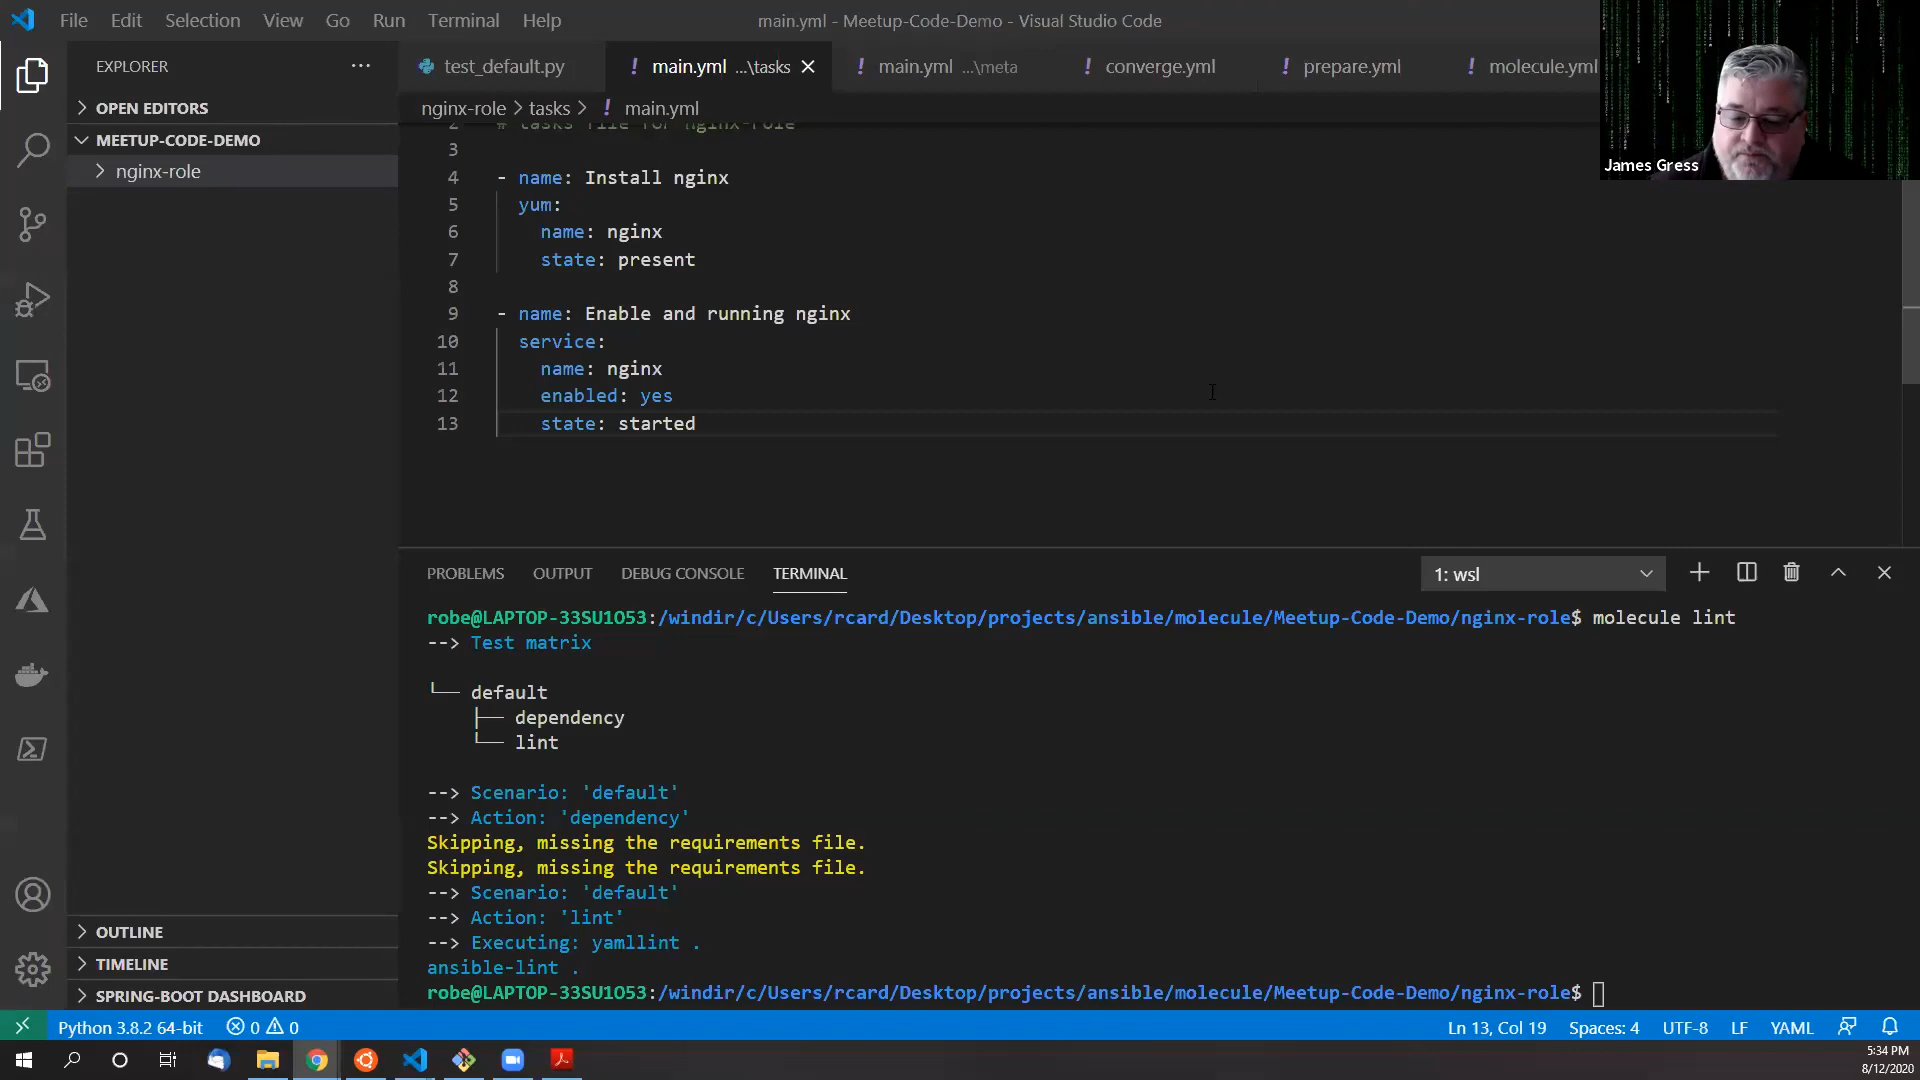 File Edit Selection View Go Run Terminal Help
main.yml - Meetup-Code-Demo - Visual Studio Code
EXPLORER
OPEN EDITORS
MEETUP-CODE-DEMO
nginx-role
OUTLINE
TIMELINE
SPRING-BOOT DASHBOARD
test_default.py ! main.yml ...\tasks ! main.yml ...\meta ! converge.yml ! prepare.yml ! molecule.yml
nginx-role > tasks > ! main.yml
2 # tasks file for nginx-role
3
4 - name: Install nginx
5 yum:
6 name: nginx
7 state: present
8
9 - name: Enable and running nginx
10 service:
11 name: nginx
12 enabled: yes
13 state: started
James Gress
PROBLEMS OUTPUT DEBUG CONSOLE TERMINAL
1: wsl
robe@LAPTOP-33SU1O53:/windir/c/Users/rcard/Desktop/projects/ansible/molecule/Meetup-Code-Demo/nginx-role$ molecule lint
--> Test matrix
└── default
├── dependency
└── lint
--> Scenario: 'default'
--> Action: 'dependency'
Skipping, missing the requirements file.
Skipping, missing the requirements file.
--> Scenario: 'default'
--> Action: 'lint'
--> Executing: yamllint .
ansible-lint .
robe@LAPTOP-33SU1O53:/windir/c/Users/rcard/Desktop/projects/ansible/molecule/Meetup-Code-Demo/nginx-role$
Python 3.8.2 64-bit 0 0
Ln 13, Col 19 Spaces: 4 UTF-8 LF YAML
5:34 PM
8/12/2020